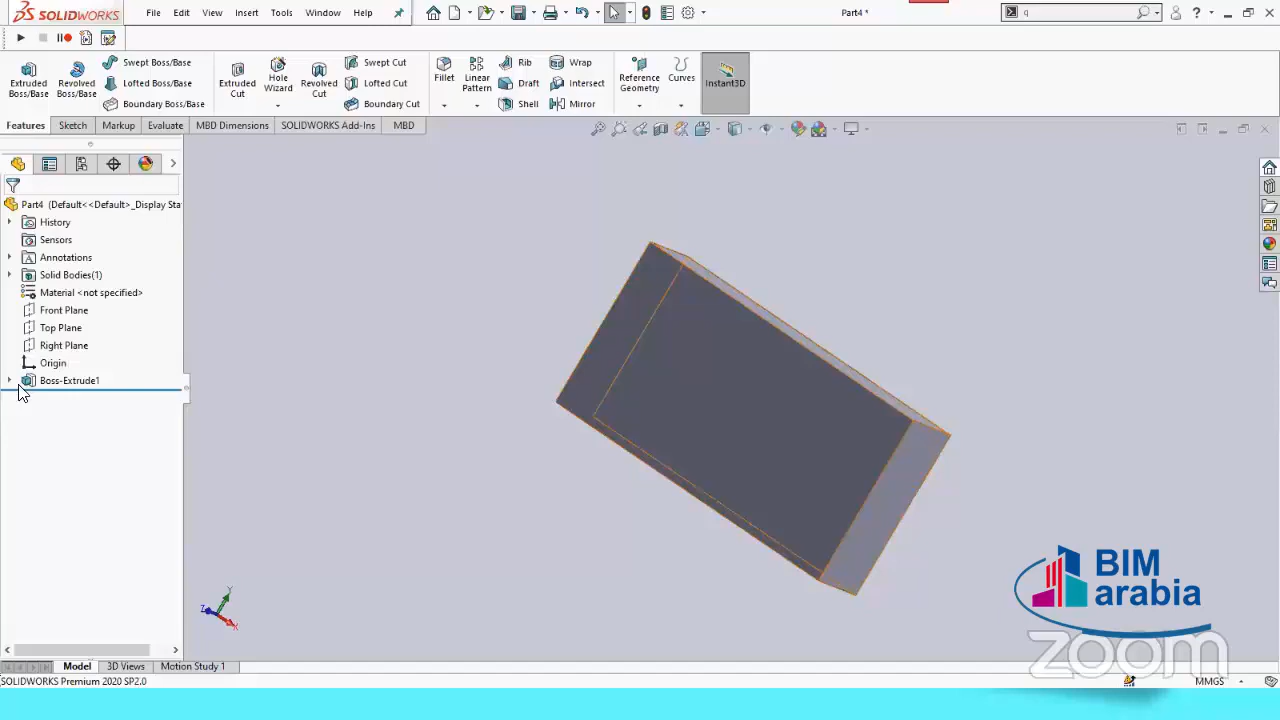 SOLIDWORKS File Edit View Insert Tools Window Help Part4 * q
Extruded Boss/Base
Revolved Boss/Base
Swept Boss/Base
Lofted Boss/Base
Boundary Boss/Base
Extruded Cut
Hole Wizard
Revolved Cut
Swept Cut
Lofted Cut
Boundary Cut
Fillet
Linear Pattern
Rib
Draft
Shell
Wrap
Intersect
Mirror
Reference Geometry
Curves
Instant3D
Features Sketch Markup Evaluate MBD Dimensions SOLIDWORKS Add-Ins MBD
Part4 (Default<<Default>_Display Sta
History
Sensors
Annotations
Solid Bodies(1)
Material <not specified>
Front Plane
Top Plane
Right Plane
Origin
Boss-Extrude1
Y
Z
X
BIM
arabia
zoom
Model 3D Views Motion Study 1
SOLIDWORKS Premium 2020 SP2.0 MMGS